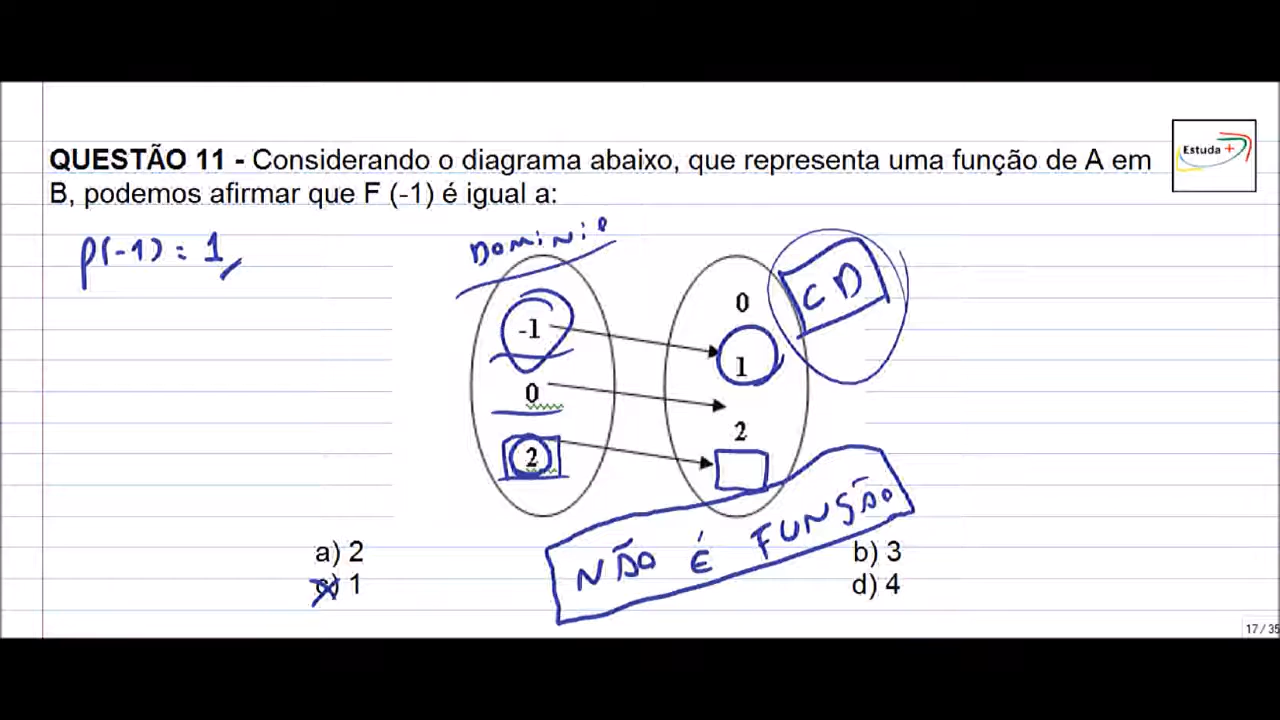 QUESTÃO 11 - Considerando o diagrama abaixo, que representa uma função de A em
B, podemos afirmar que F (-1) é igual a:
Estuda +
f(-1) = 1
DOMINIO
CD
-1
0
2
0
1
2
NÃO É FUNÇÃO
a) 2
b) 3
c) 1
d) 4
17 / 35